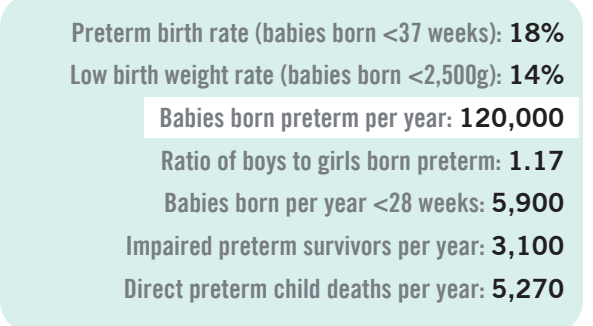 Preterm birth rate (babies born <37 weeks): 18%
Low birth weight rate (babies born <2,500g): 14%
Babies born preterm per year: 120,000
Ratio of boys to girls born preterm: 1.17
Babies born per year <28 weeks: 5,900
Impaired preterm survivors per year: 3,100
Direct preterm child deaths per year: 5,270